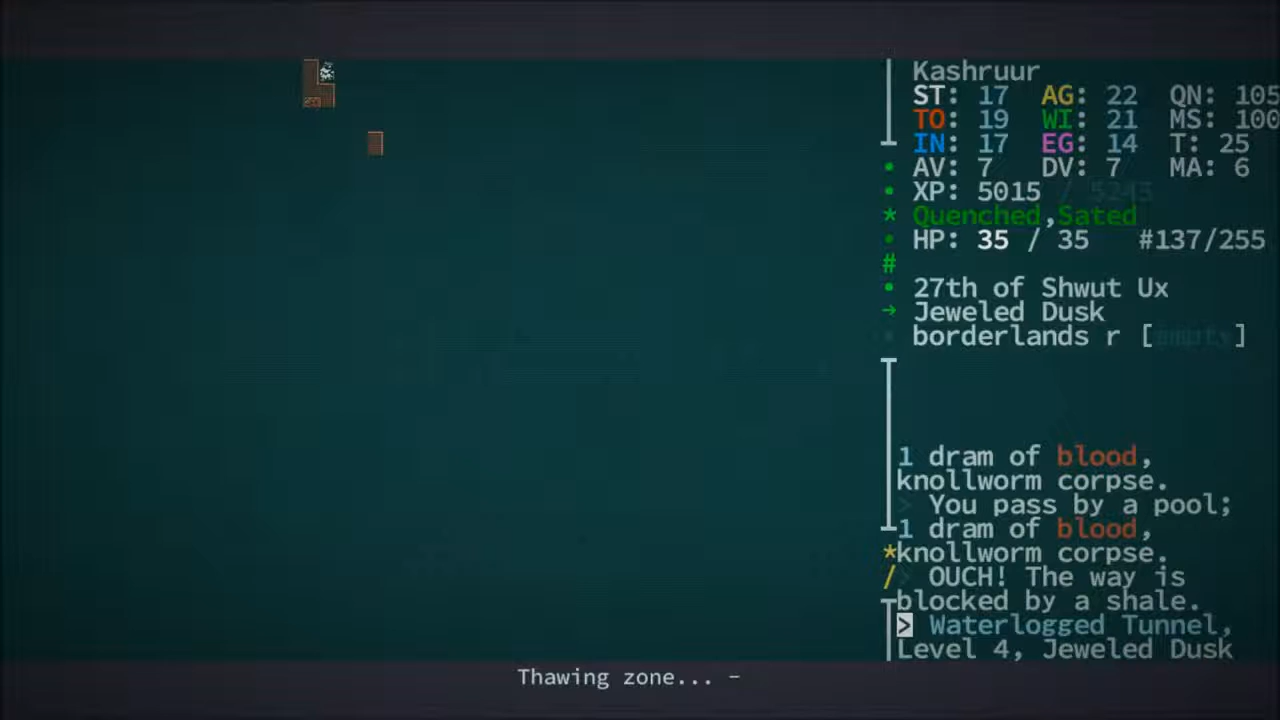 Kashruur
ST: 17 AG: 22 QN: 105
TO: 19 WI: 21 MS: 100
IN: 17 EG: 14 T: 25
AV: 7 DV: 7 MA: 6
XP: 5015 / 5243
Quenched,Sated
HP: 35 / 35 #137/255
27th of Shwut Ux
Jeweled Dusk
borderlands r [empty]
1 dram of blood,
knollworm corpse.
> You pass by a pool;
1 dram of blood,
knollworm corpse.
> OUCH! The way is
blocked by a shale.
> Waterlogged Tunnel,
Level 4, Jeweled Dusk
Thawing zone... -